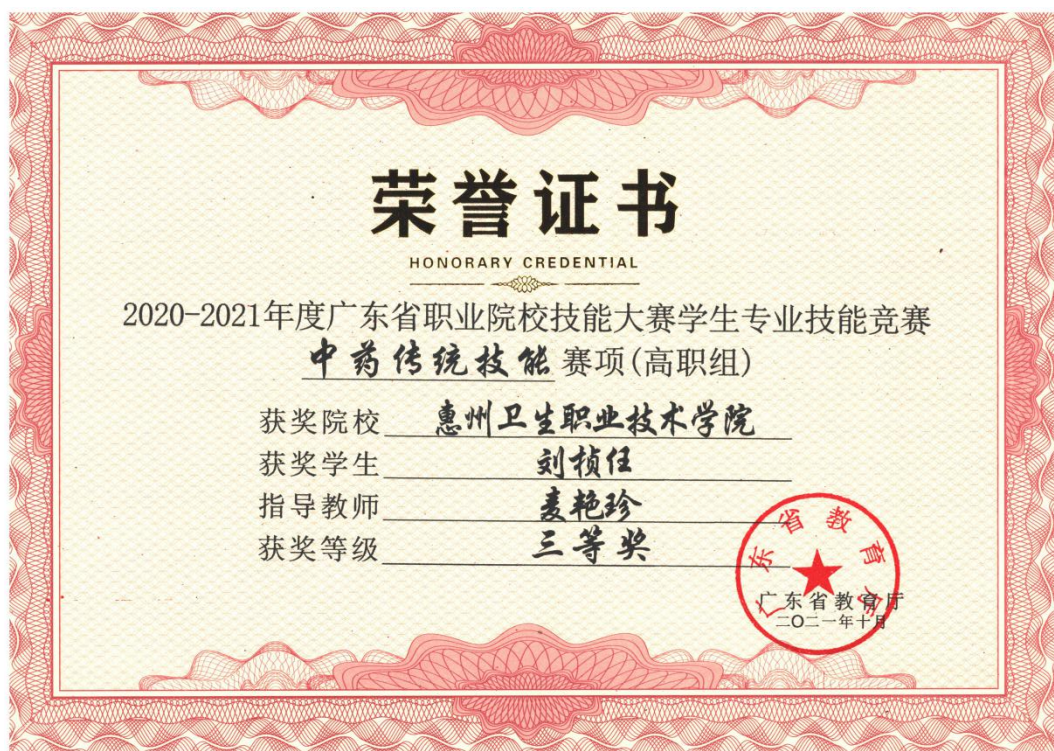 荣誉证书
HONORARY CREDENTIAL
2020-2021年度广东省职业院校技能大赛学生专业技能竞赛
中药传统技能 赛项(高职组)
获奖院校 惠州卫生职业技术学院
获奖学生 刘桢任
指导教师 麦艳珍
获奖等级 三等奖
广东省教育厅
广东省教育厅
二〇二一年十月